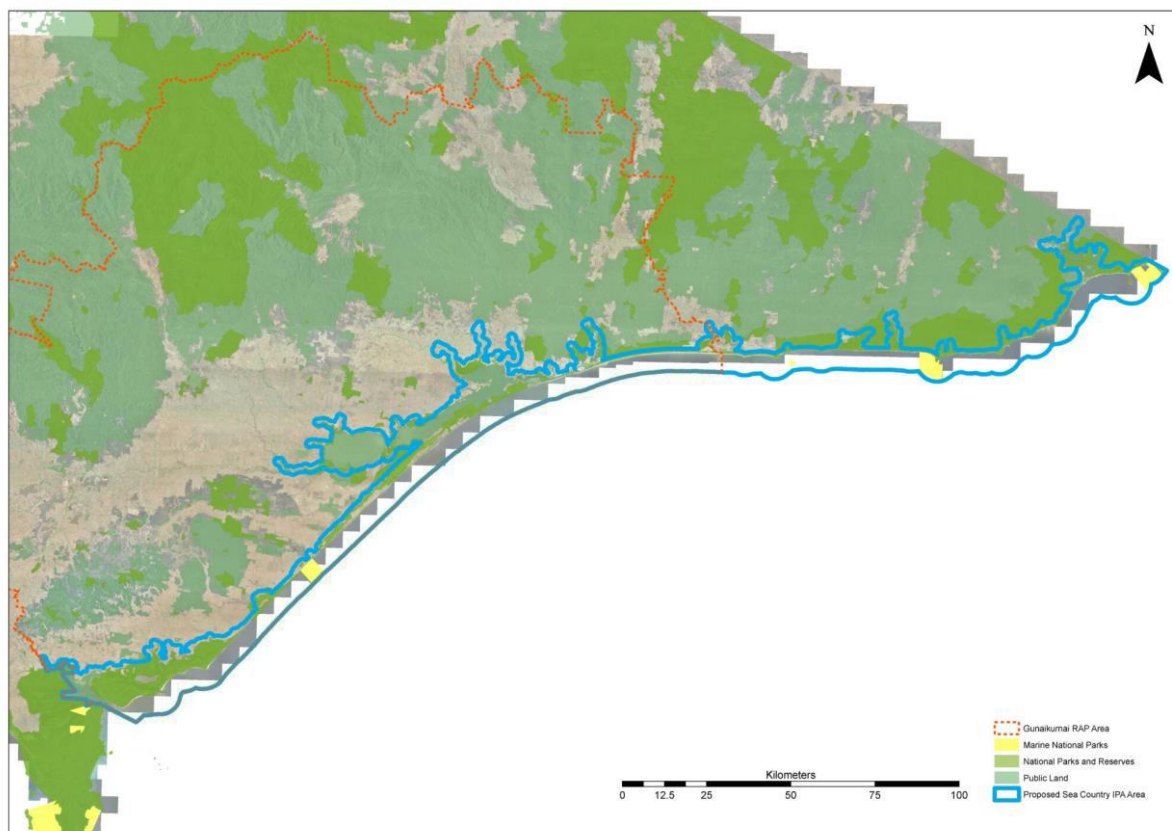 N
Gunaikurnai RAP Area
Marine National Parks
National Parks and Reserves
Public Land
Proposed Sea Country IPA Area
Kilometers
0 12.5 25 50 75 100